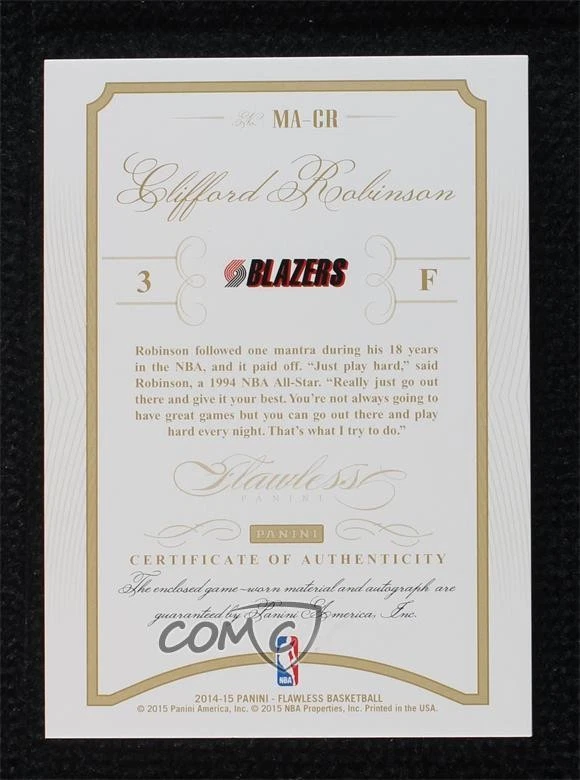 No. MA-CR
Clifford Robinson
3 BLAZERS F
Robinson followed one mantra during his 18 years
in the NBA, and it paid off. “Just play hard,” said
Robinson, a 1994 NBA All-Star. “Really just go out
there and give it your best. You’re not always going to
have great games but you can go out there and play
hard every night. That’s what I try to do.”
Flawless
PANINI
PANINI
CERTIFICATE OF AUTHENTICITY
The enclosed game-worn material and autograph are
guaranteed by Panini America, Inc.
COMC
NBA
2014-15 PANINI - FLAWLESS BASKETBALL
© 2015 Panini America, Inc. © 2015 NBA Properties, Inc. Printed in the USA.